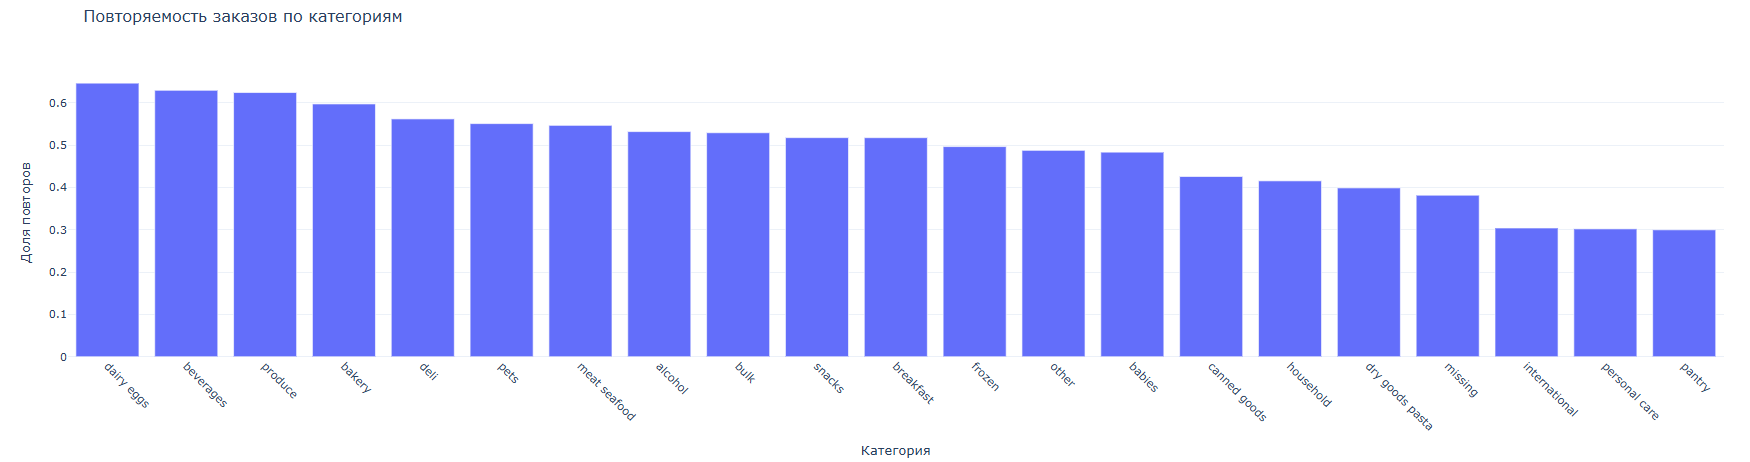 Повторяемость заказов по категориям
Доля повторов
0.6
0.5
0.4
0.3
0.2
0.1
0
dairy eggs
beverages
produce
bakery
deli
pets
meat seafood
alcohol
bulk
snacks
breakfast
frozen
other
babies
canned goods
household
dry goods pasta
missing
international
personal care
pantry
Категория